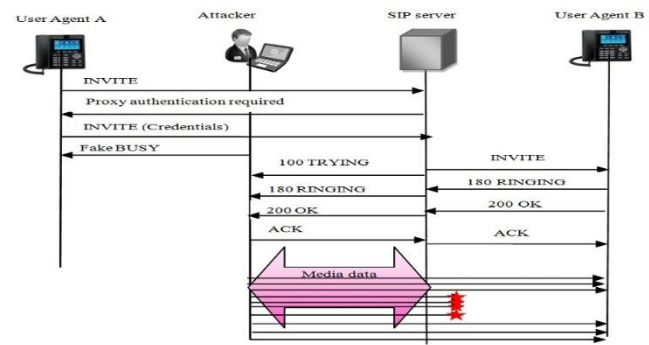 User Agent A
Attacker
SIP server
User Agent B
INVITE
Proxy authentication required
INVITE (Credentials)
Fake BUSY
100 TRYING
INVITE
180 RINGING
180 RINGING
200 OK
200 OK
ACK
ACK
Media data